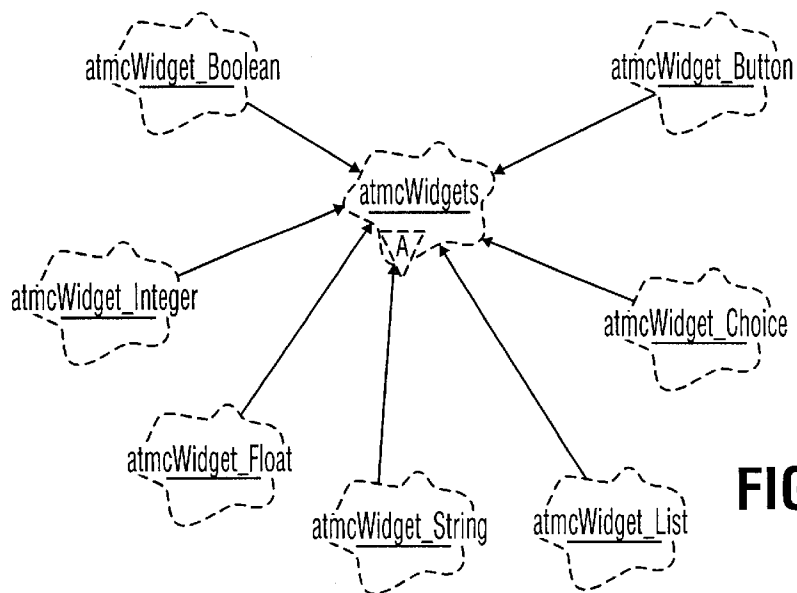 atmcWidget_Boolean
atmcWidget_Button
atmcWidgets
A
atmcWidget_Integer
atmcWidget_Choice
atmcWidget_Float
atmcWidget_String
atmcWidget_List
FIG